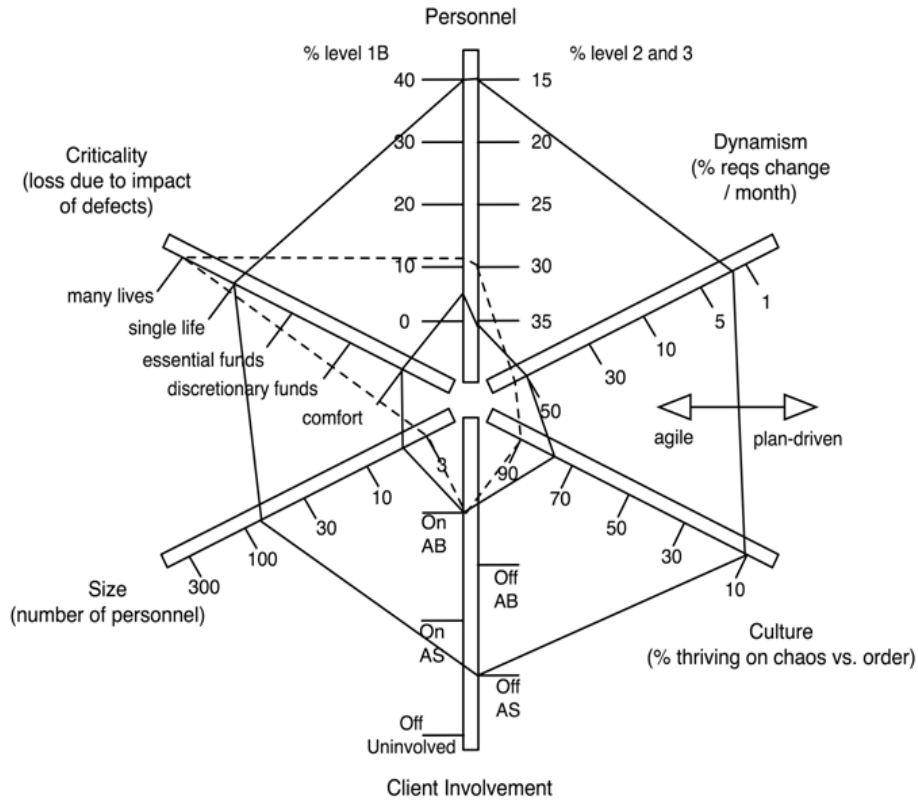 Personnel
% level 1B
% level 2 and 3
40
15
30
20
20
25
10
30
0
35
Criticality
(loss due to impact
of defects)
many lives
single life
essential funds
discretionary funds
comfort
Dynamism
(% reqs change
/ month)
1
5
10
30
50
agile
plan-driven
3
10
30
100
300
Size
(number of personnel)
90
70
50
30
10
Culture
(% thriving on chaos vs. order)
On
AB
Off
AB
On
AS
Off
AS
Off
Uninvolved
Client Involvement